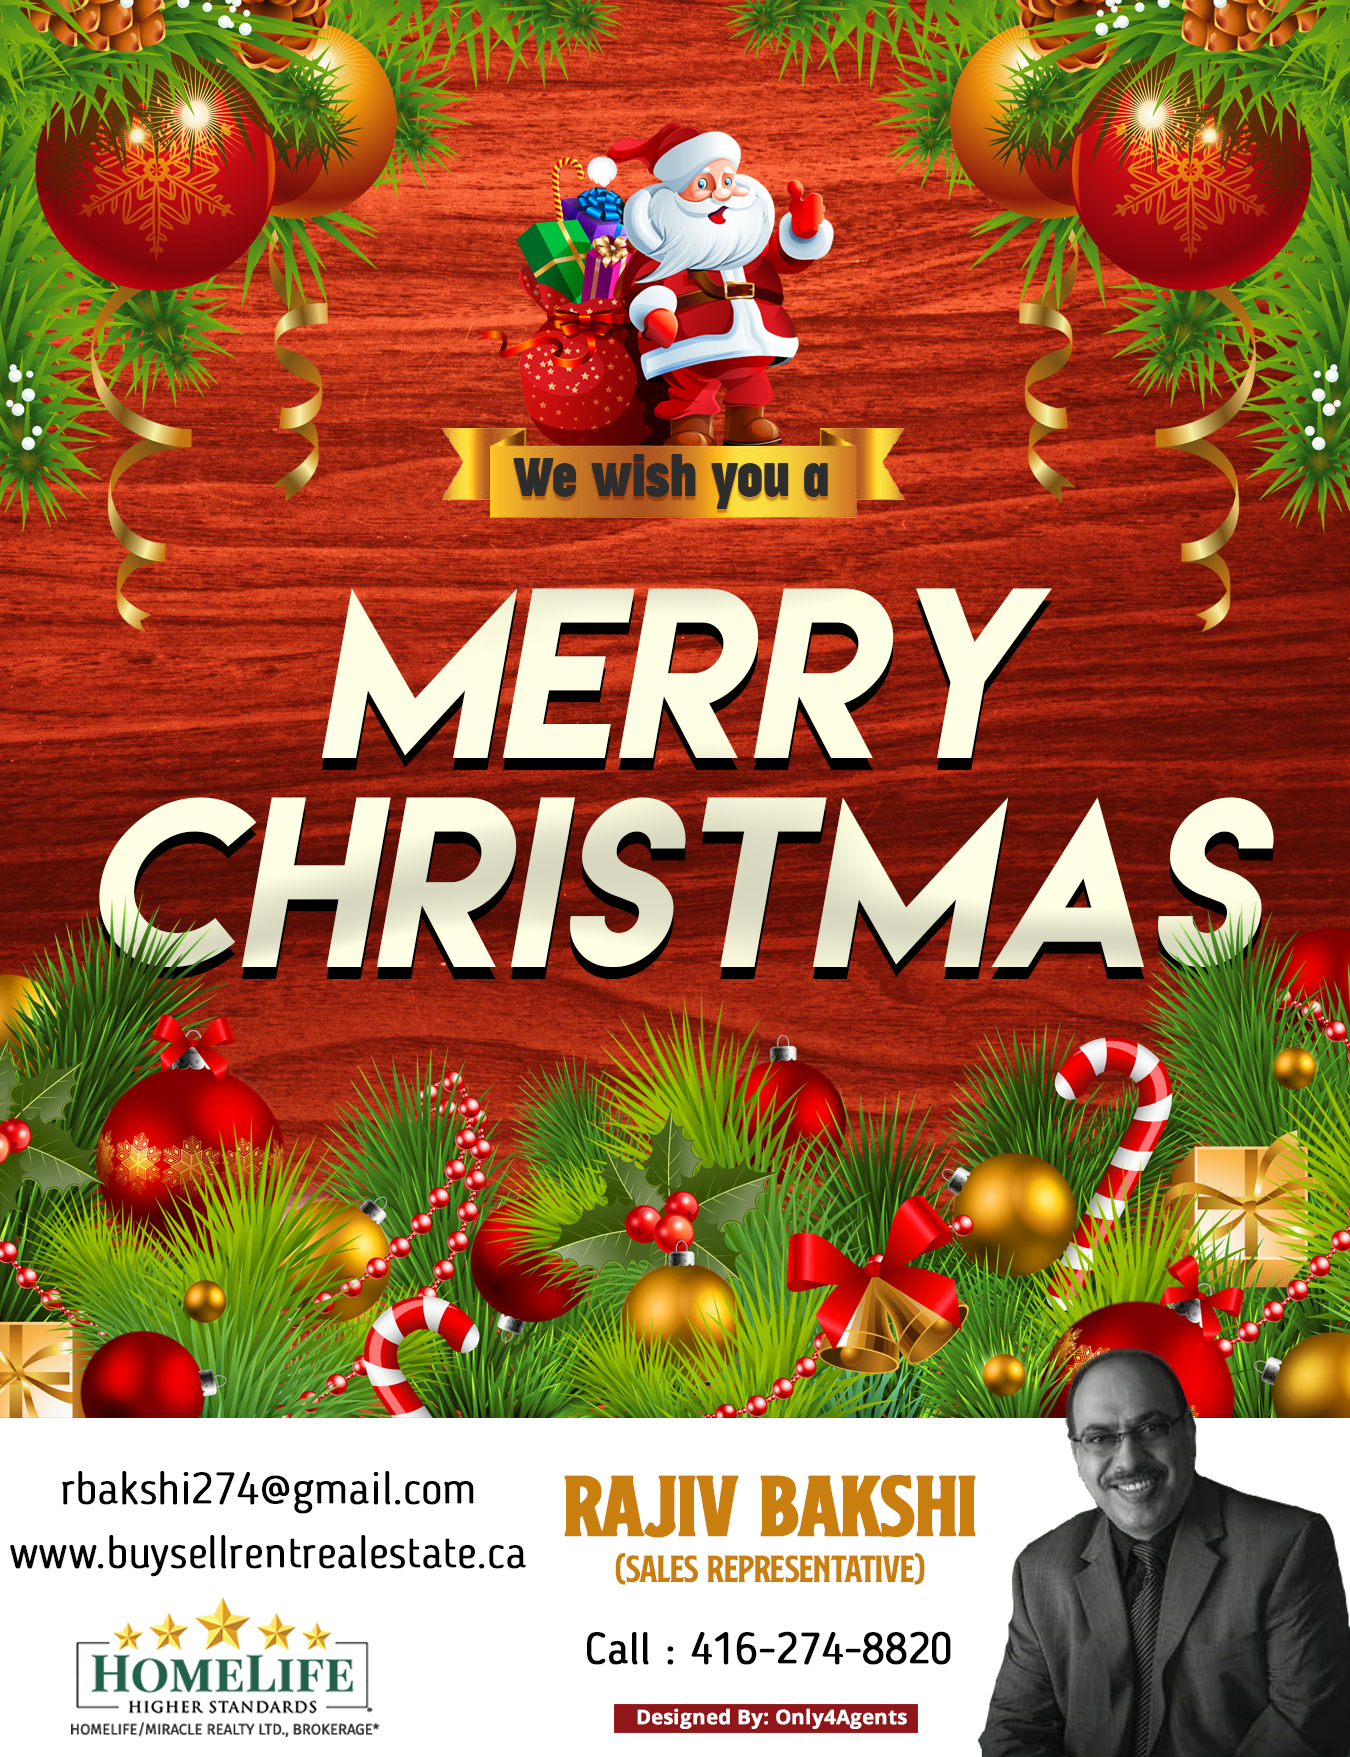 We wish you a
MERRY
CHRISTMAS
rbakshi274@gmail.com
www.buysellrentrealestate.ca
HOMELIFE
HIGHER STANDARDS
HOMELIFE/MIRACLE REALTY LTD., BROKERAGE*
RAJIV BAKSHI
(SALES REPRESENTATIVE)
Call : 416-274-8820
Designed By: Only4Agents